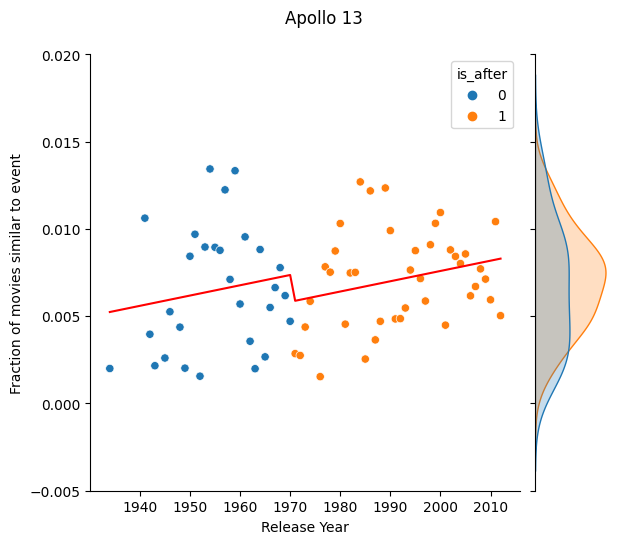 Apollo 13
is_after
0
1
Fraction of movies similar to event
0.020
0.015
0.010
0.005
0.000
−0.005
1940 1950 1960 1970 1980 1990 2000 2010
Release Year